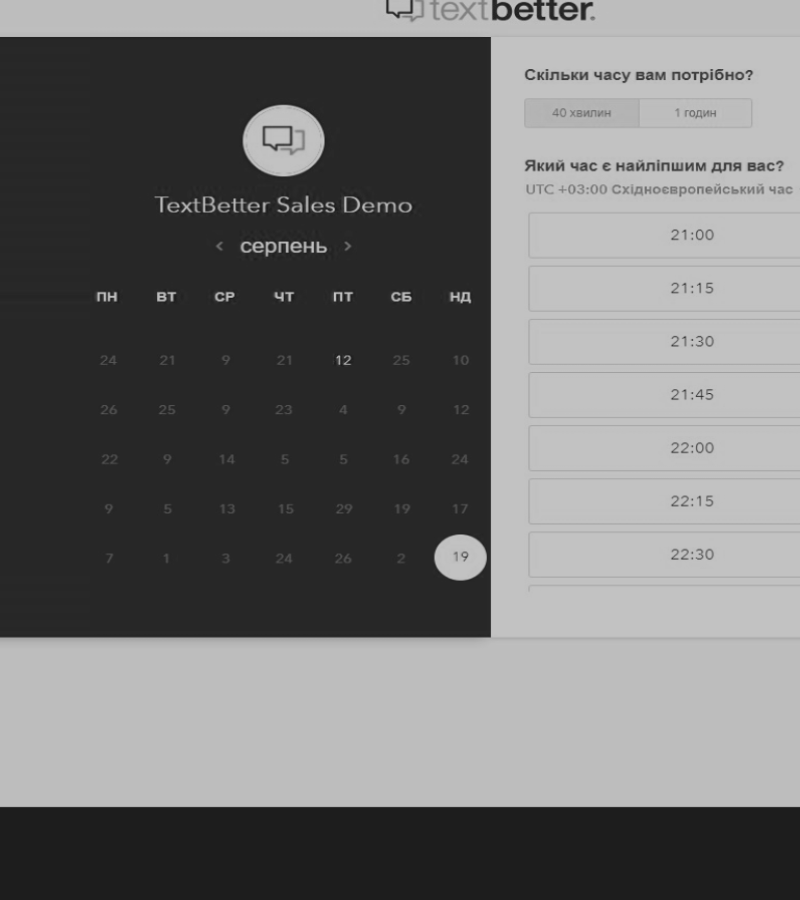 textbetter.
TextBetter Sales Demo
< серпень >
ПН ВТ СР ЧТ ПТ СБ НД
24 21 9 21 12 25 10
26 25 9 23 4 9 12
22 9 14 5 5 16 24
9 5 13 15 29 19 17
7 1 3 24 26 2 19
Скільки часу вам потрібно?
40 хвилин 1 годин
Який час є найліпшим для вас?
UTC +03:00 Східноєвропейський час
21:00
21:15
21:30
21:45
22:00
22:15
22:30